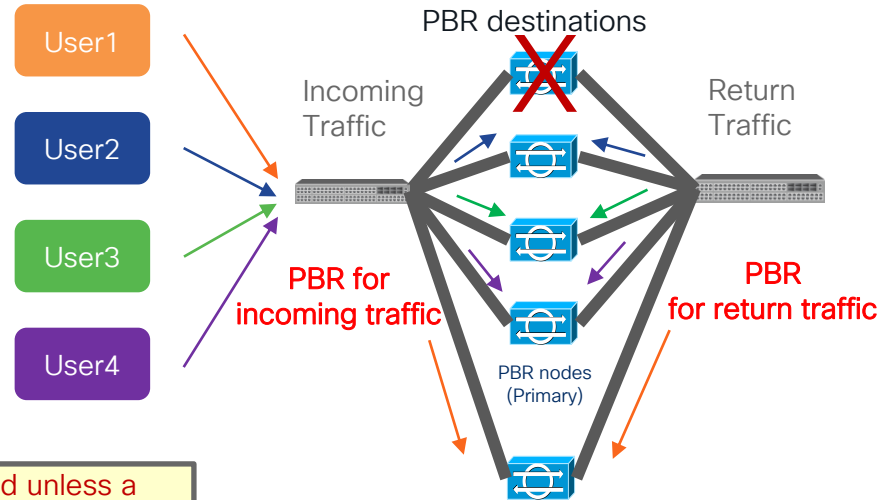 User1
User2
User3
User4
PBR destinations
Incoming
Traffic
Return
Traffic
PBR for
incoming traffic
PBR
for return traffic
PBR nodes
(Primary)
d unless a